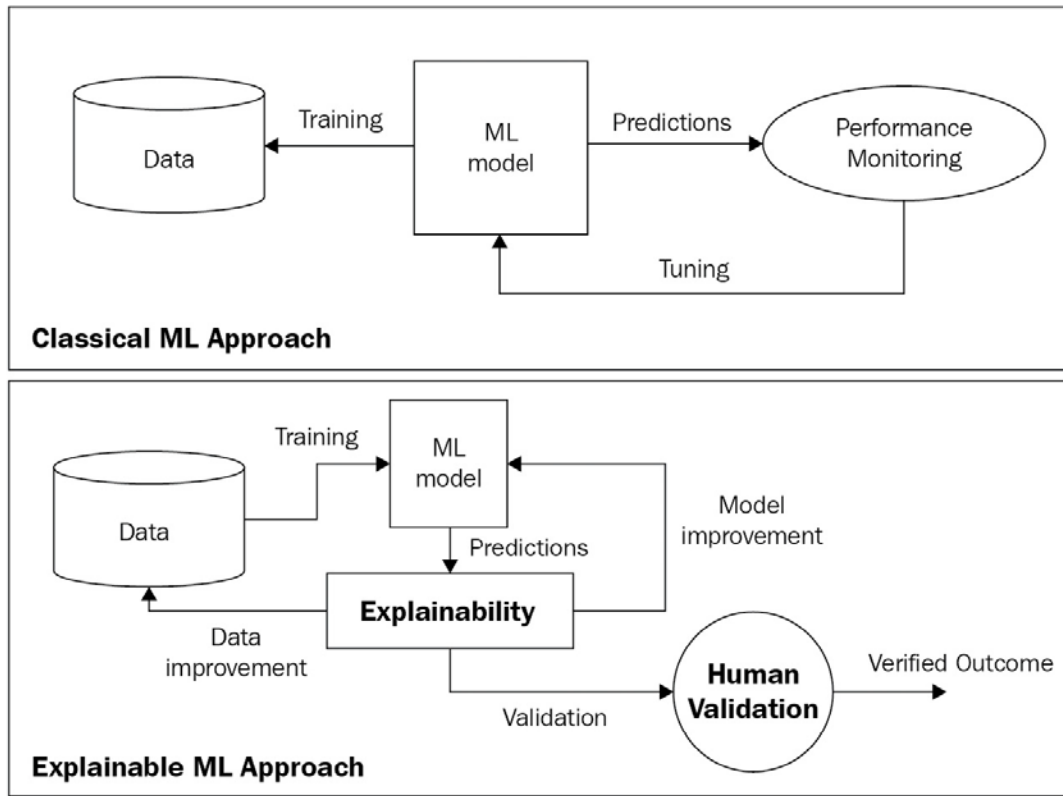 Data
Training
ML
model
Predictions
Performance
Monitoring
Tuning
Classical ML Approach
Training
ML
model
Data
Predictions
Model
improvement
Explainability
Data
improvement
Validation
Human
Validation
Verified Outcome
Explainable ML Approach